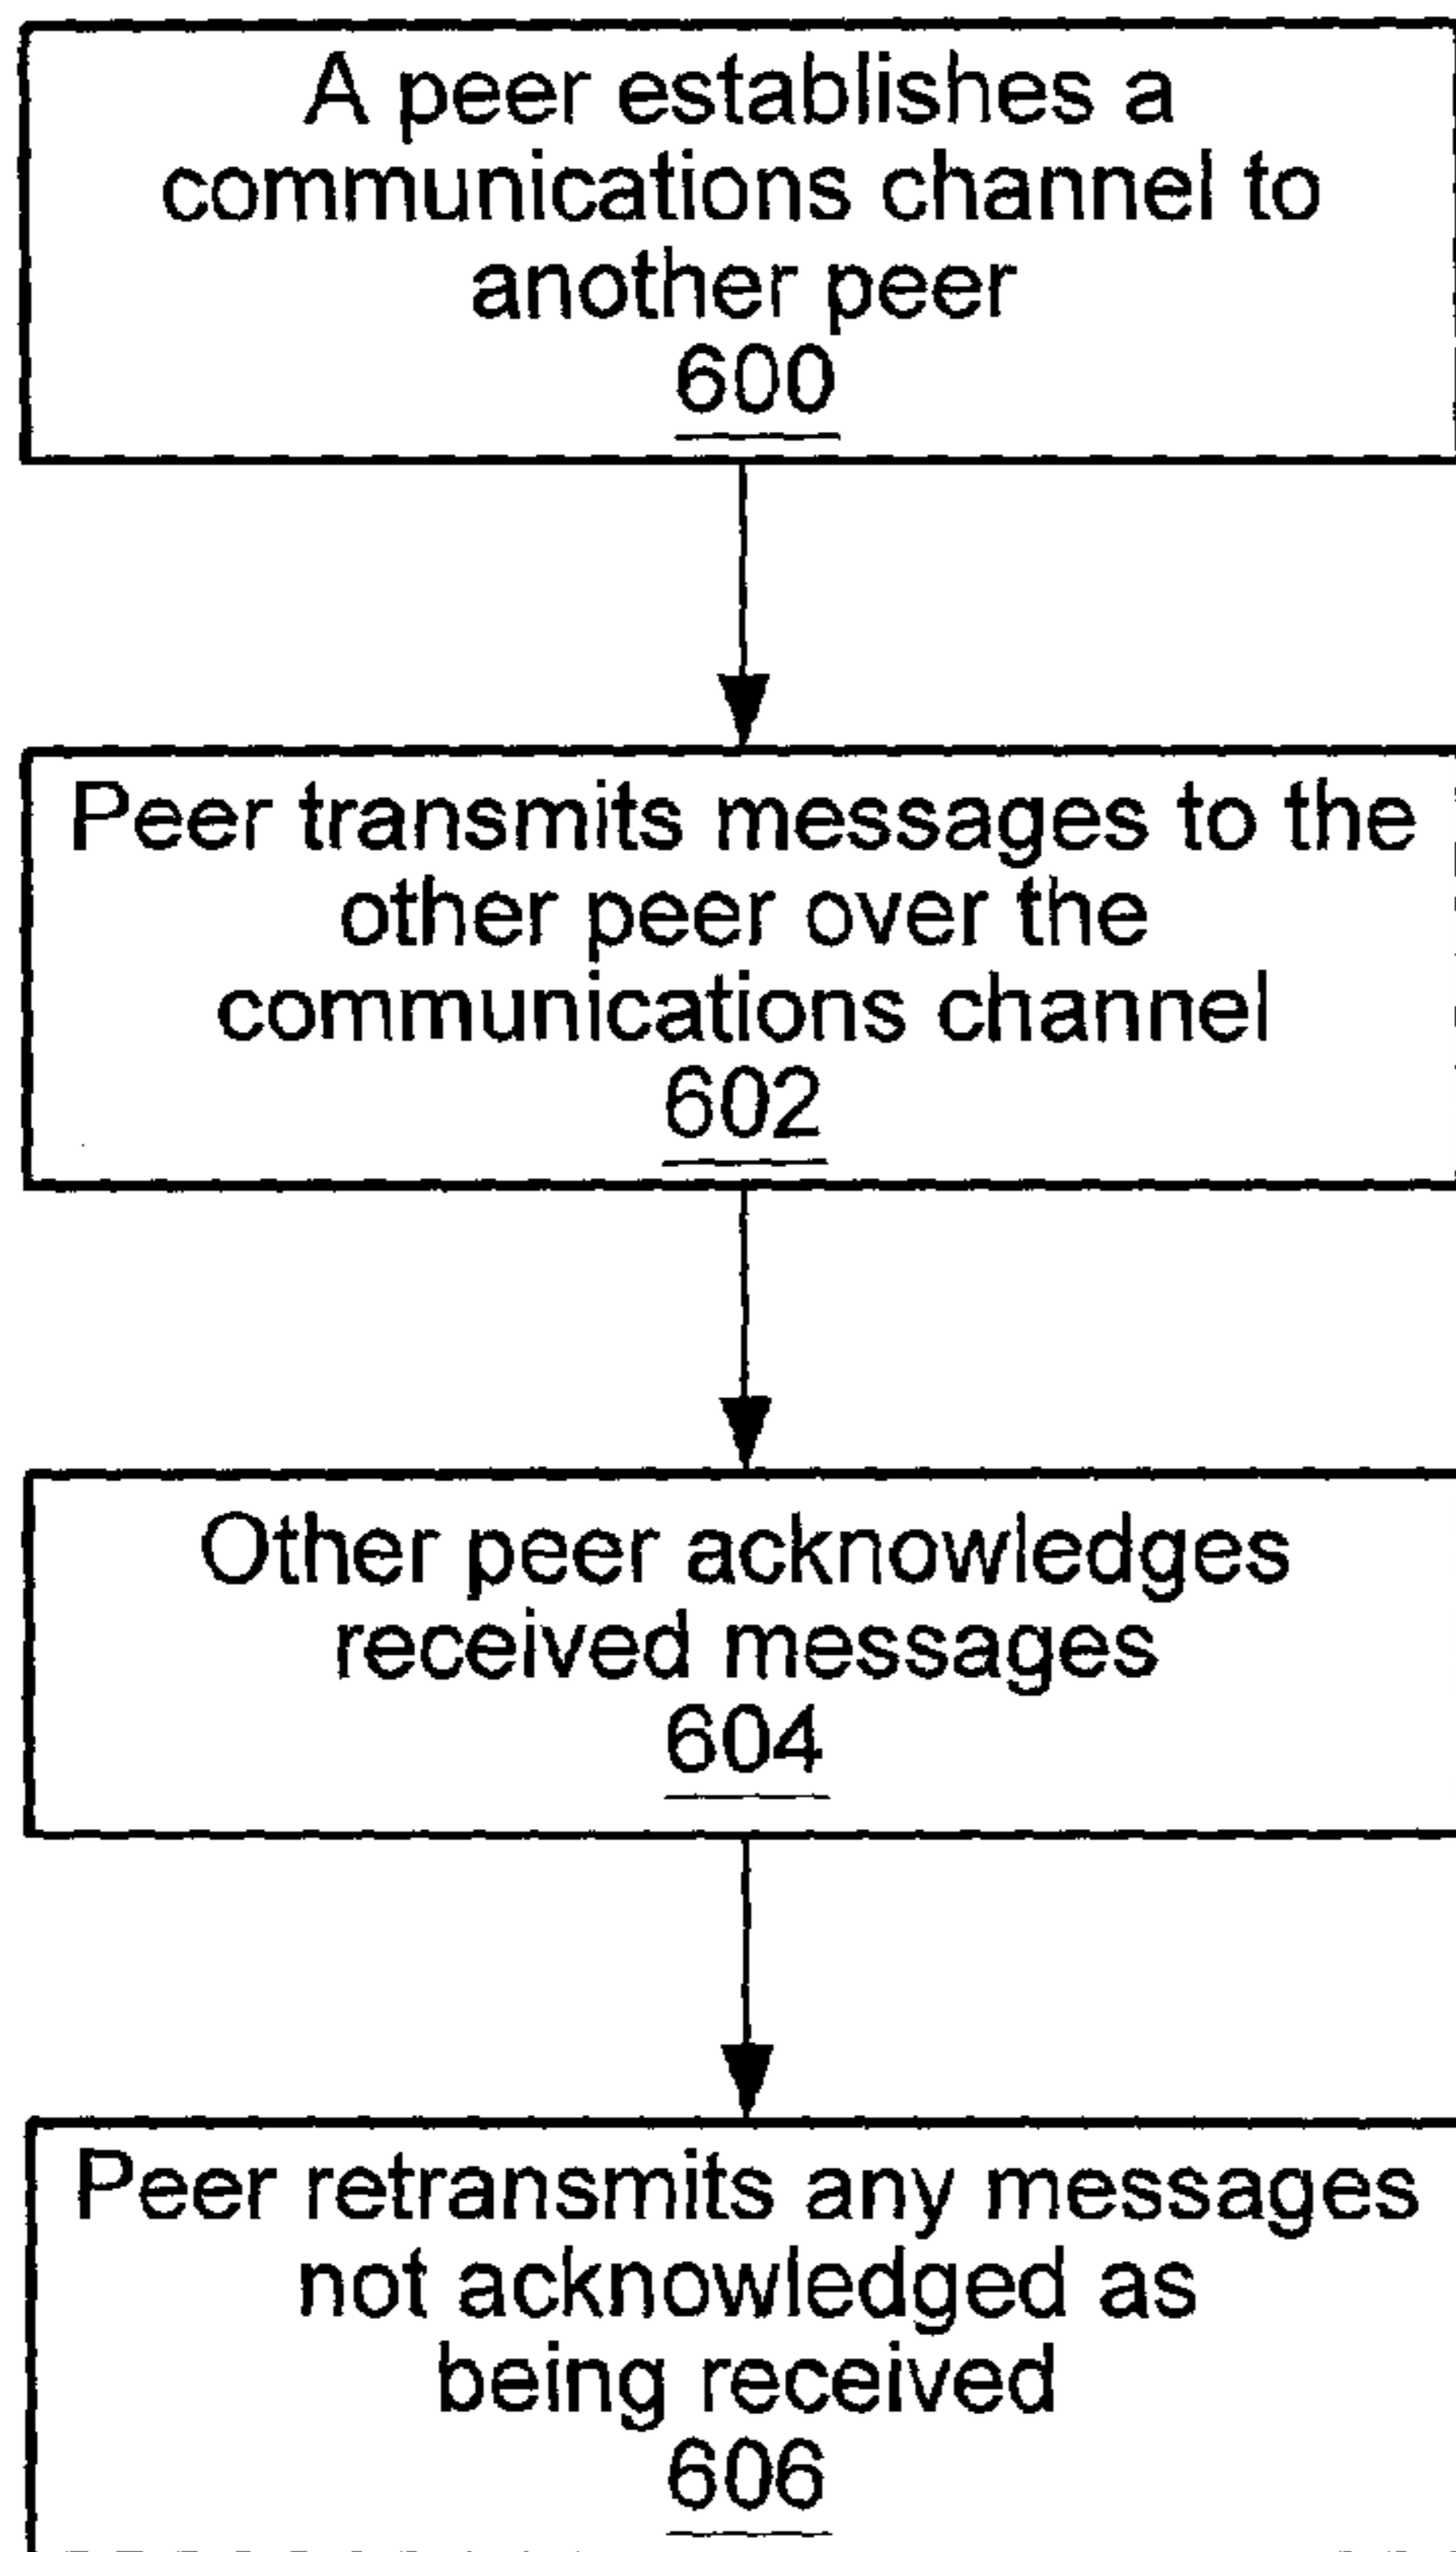 A peer establishes a
communications channel to
another peer
600
Peer transmits messages to the
other peer over the
communications channel
602
Other peer acknowledges
received messages
604
Peer retransmits any messages
not acknowledged as
being received
606